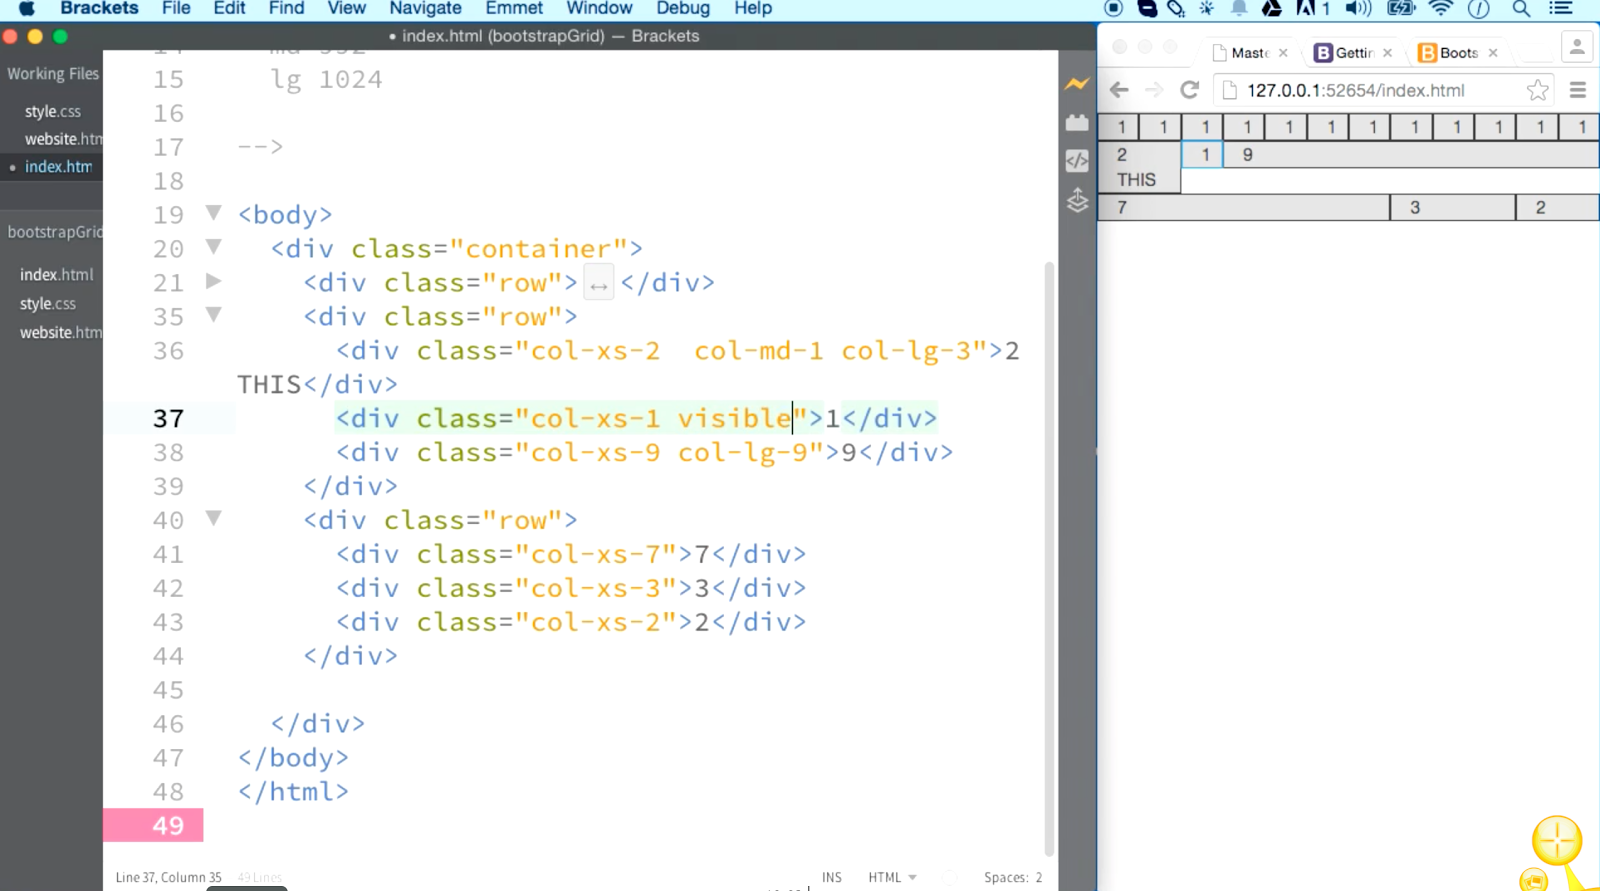 Brackets File Edit Find View Navigate Emmet Window Debug Help 1
• index.html (bootstrapGrid) — Brackets
Working Files
style.css
website.htm
• index.htm
bootstrapGrid
index.html
style.css
website.htm
15 lg 1024
16
17 -->
18
19 <body>
20 <div class="container">
21 <div class="row">↔</div>
35 <div class="row">
36 <div class="col-xs-2  col-md-1 col-lg-3">2
THIS</div>
37 <div class="col-xs-1 visible">1</div>
38 <div class="col-xs-9 col-lg-9">9</div>
39 </div>
40 <div class="row">
41 <div class="col-xs-7">7</div>
42 <div class="col-xs-3">3</div>
43 <div class="col-xs-2">2</div>
44 </div>
45
46 </div>
47 </body>
48 </html>
49
Line 37, Column 35 49 Lines INS HTML Spaces: 2
Maste × B Gettin × B Boots ×
127.0.0.1:52654/index.html
1 1 1 1 1 1 1 1 1 1 1 1
2 1 9
THIS
7 3 2